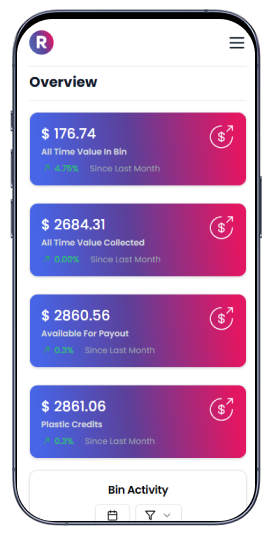 R
Overview
$ 176.74
All Time Value In Bin
4.75% Since Last Month
$ 2684.31
All Time Value Collected
0.00% Since Last Month
$ 2860.56
Available For Payout
0.3% Since Last Month
$ 2861.06
Plastic Credits
0.3% Since Last Month
Bin Activity